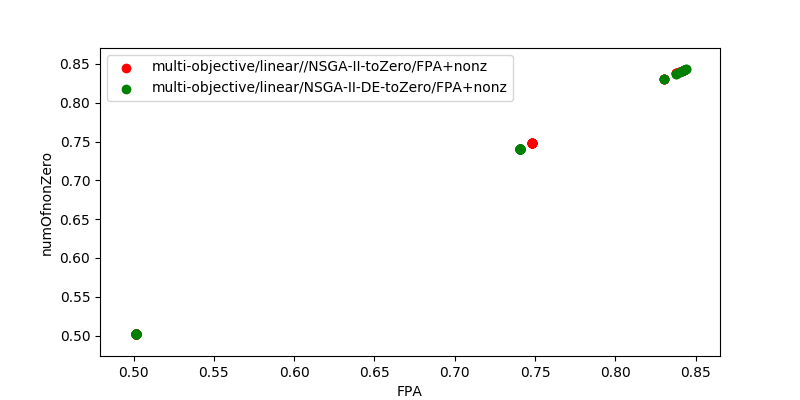 multi-objective/linear//NSGA-II-toZero/FPA+nonz
multi-objective/linear/NSGA-II-DE-toZero/FPA+nonz
numOfnonZero
0.85
0.80
0.75
0.70
0.65
0.60
0.55
0.50
0.50 0.55 0.60 0.65 0.70 0.75 0.80 0.85
FPA